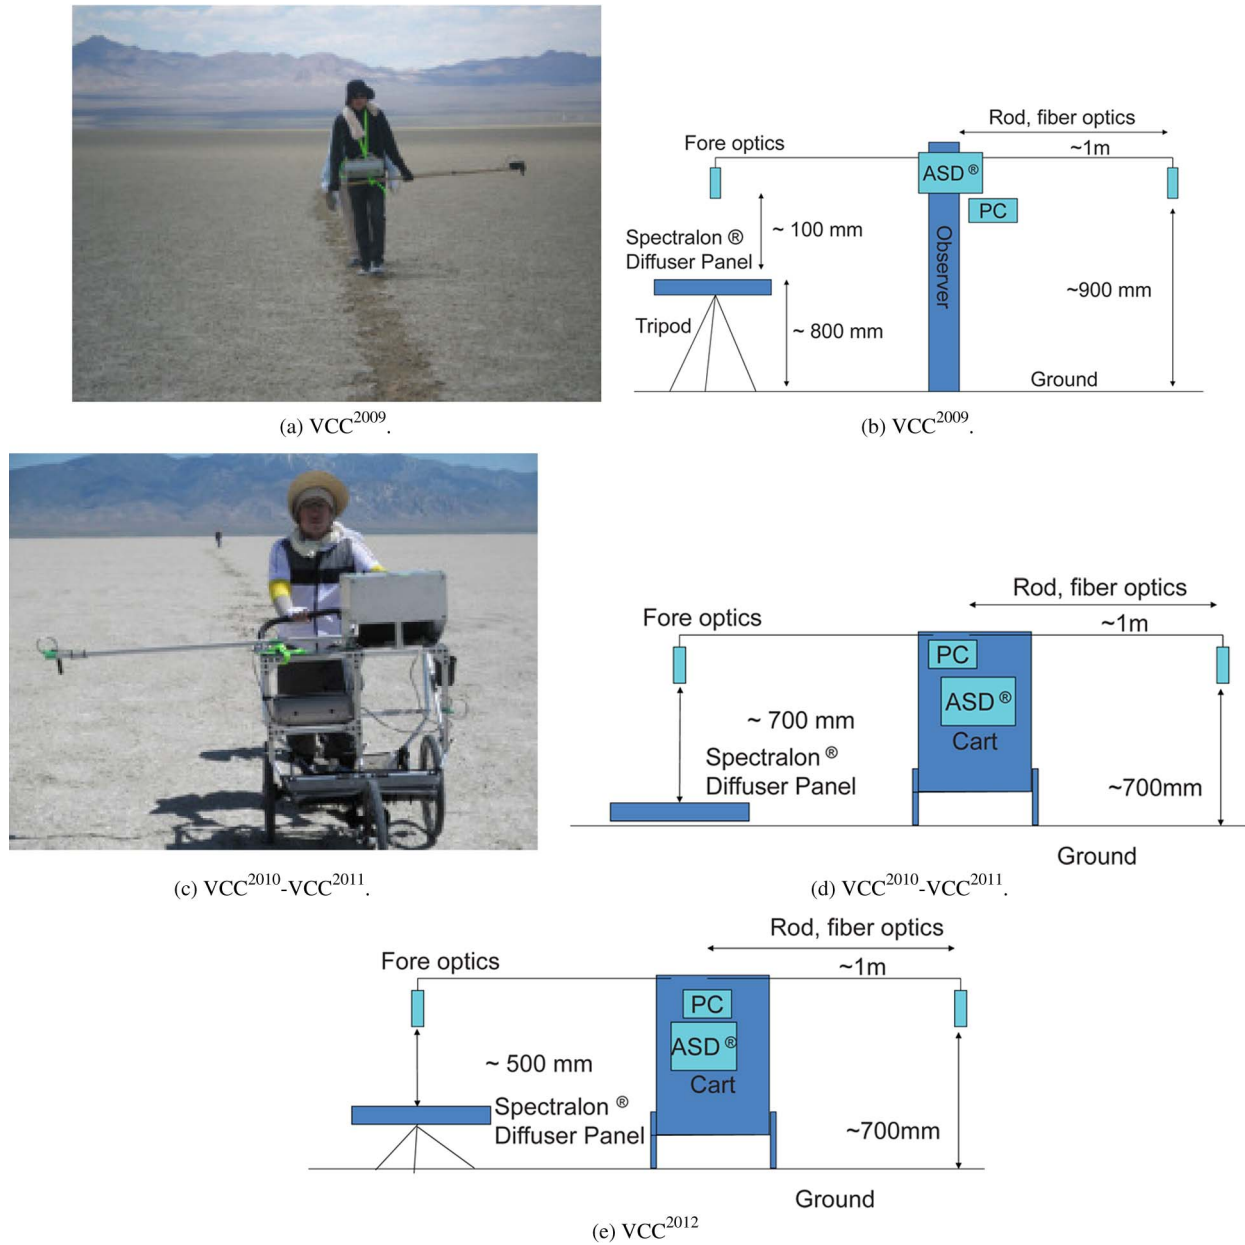 Rod, fiber optics
Fore optics
~1m
ASD®
PC
~ 100 mm
Spectralon ®
Diffuser Panel
Observer
~900 mm
Tripod
~ 800 mm
Ground
(a) VCC2009.
(b) VCC2009.
Rod, fiber optics
Fore optics
~1m
PC
ASD®
~ 700 mm
Cart
Spectralon ®
Diffuser Panel
~700mm
Ground
(c) VCC2010-VCC2011.
(d) VCC2010-VCC2011.
Rod, fiber optics
Fore optics
~1m
PC
ASD®
~ 500 mm
Cart
Spectralon ®
Diffuser Panel
~700mm
Ground
(e) VCC2012